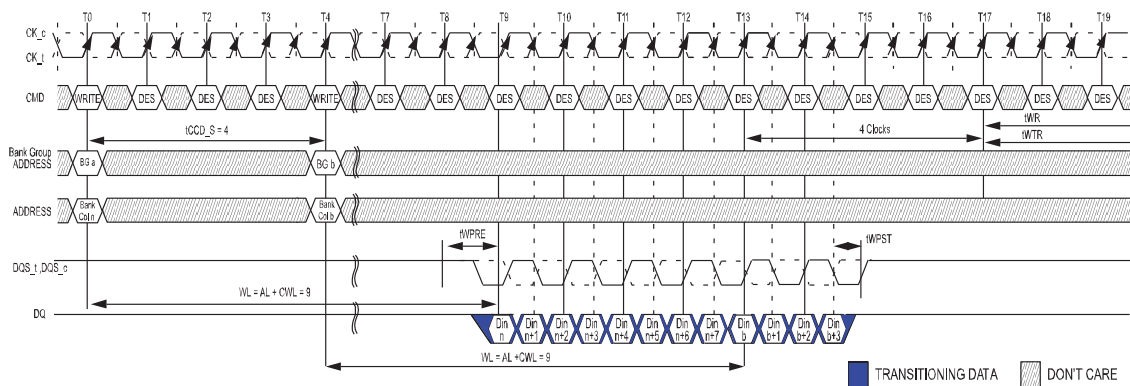 T0 T1 T2 T3 T4 T7 T8 T9 T10 T11 T12 T13 T14 T15 T16 T17 T18 T19
CK_c
CK_t
CMD WRITE DES DES DES WRITE DES DES DES DES DES DES DES DES DES DES DES DES DES
tCCD_S = 4
4 Clocks
tWR
tWTR
Bank Group
ADDRESS
BG a
BG b
ADDRESS
Bank
Col n
Bank
Col b
tWPRE
tWPST
DQS_t ,DQS_c
WL = AL + CWL = 9
DQ
Din
n
Din
n+1
Din
n+2
Din
n+3
Din
n+4
Din
n+5
Din
n+6
Din
n+7
Din
b
Din
b+1
Din
b+2
Din
b+3
WL = AL +CWL = 9
TRANSITIONING DATA
DON'T CARE